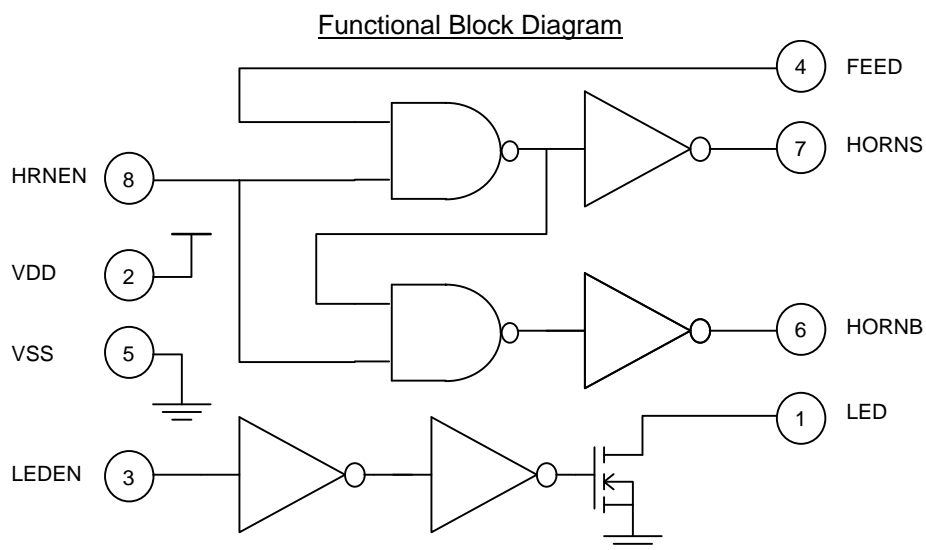 Functional Block Diagram
4 FEED
7 HORNS
HRNEN 8
VDD 2
6 HORNB
VSS 5
1 LED
LEDEN 3